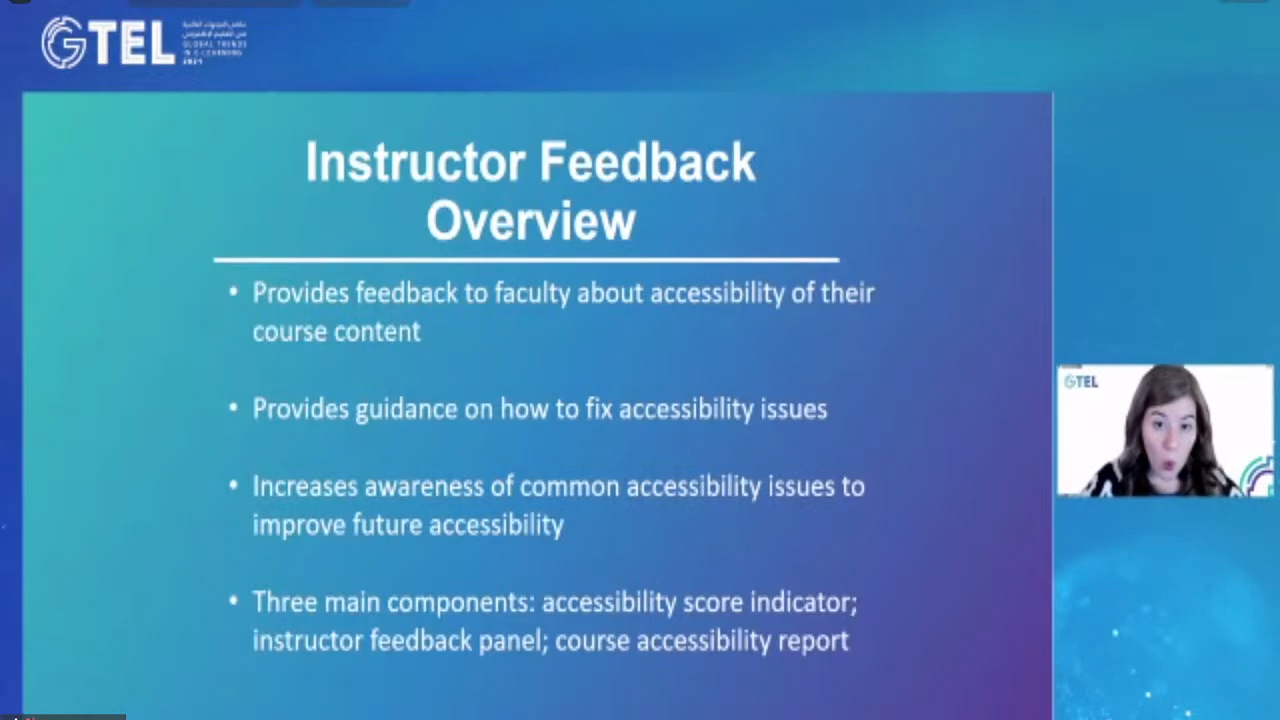 GTEL
GLOBAL TRENDS
IN E-LEARNING
2021
Instructor Feedback
Overview
• Provides feedback to faculty about accessibility of their
course content
• Provides guidance on how to fix accessibility issues
• Increases awareness of common accessibility issues to
improve future accessibility
• Three main components: accessibility score indicator;
instructor feedback panel; course accessibility report
GTEL